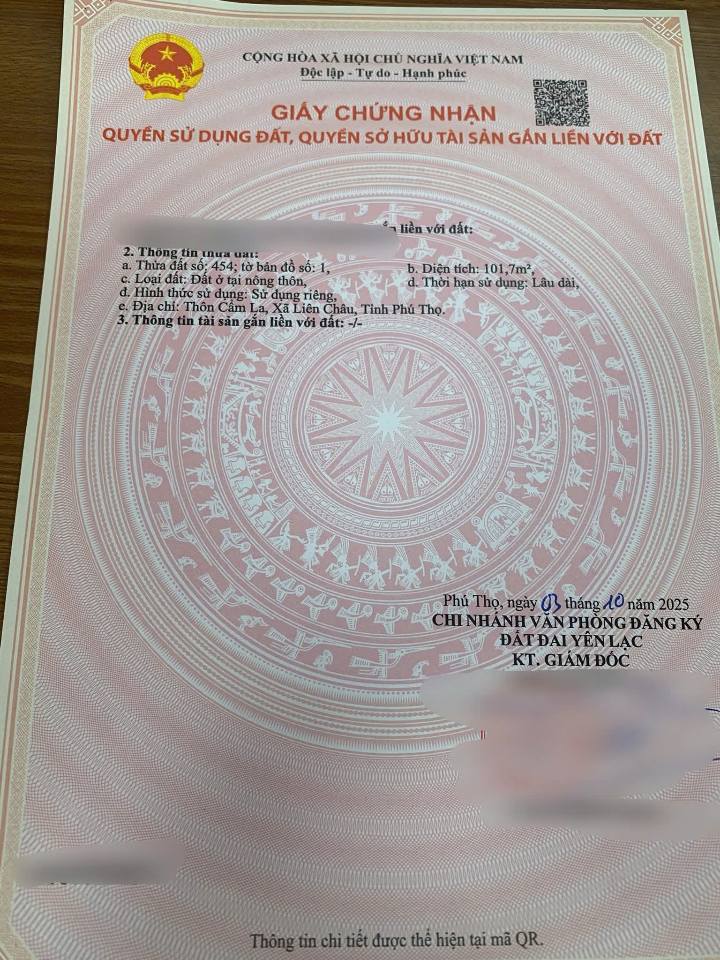 CỘNG HÒA XÃ HỘI CHỦ NGHĨA VIỆT NAM
Độc lập - Tự do - Hạnh phúc
GIẤY CHỨNG NHẬN
QUYỀN SỬ DỤNG ĐẤT, QUYỀN SỞ HỮU TÀI SẢN GẮN LIỀN VỚI ĐẤT
liền với đất:
2. Thông tin thửa đất:
a. Thửa đất số: 454; tờ bản đồ số: 1, b. Diện tích: 101,7m²,
c. Loại đất: Đất ở tại nông thôn, d. Thời hạn sử dụng: Lâu dài,
đ. Hình thức sử dụng: Sử dụng riêng,
e. Địa chỉ: Thôn Cẩm La, Xã Liên Châu, Tỉnh Phú Thọ.
3. Thông tin tài sản gắn liền với đất: -/-
Phú Thọ, ngày 03 tháng 10 năm 2025
CHI NHÁNH VĂN PHÒNG ĐĂNG KÝ
ĐẤT ĐAI YÊN LẠC
KT. GIÁM ĐỐC
Thông tin chi tiết được thể hiện tại mã QR.